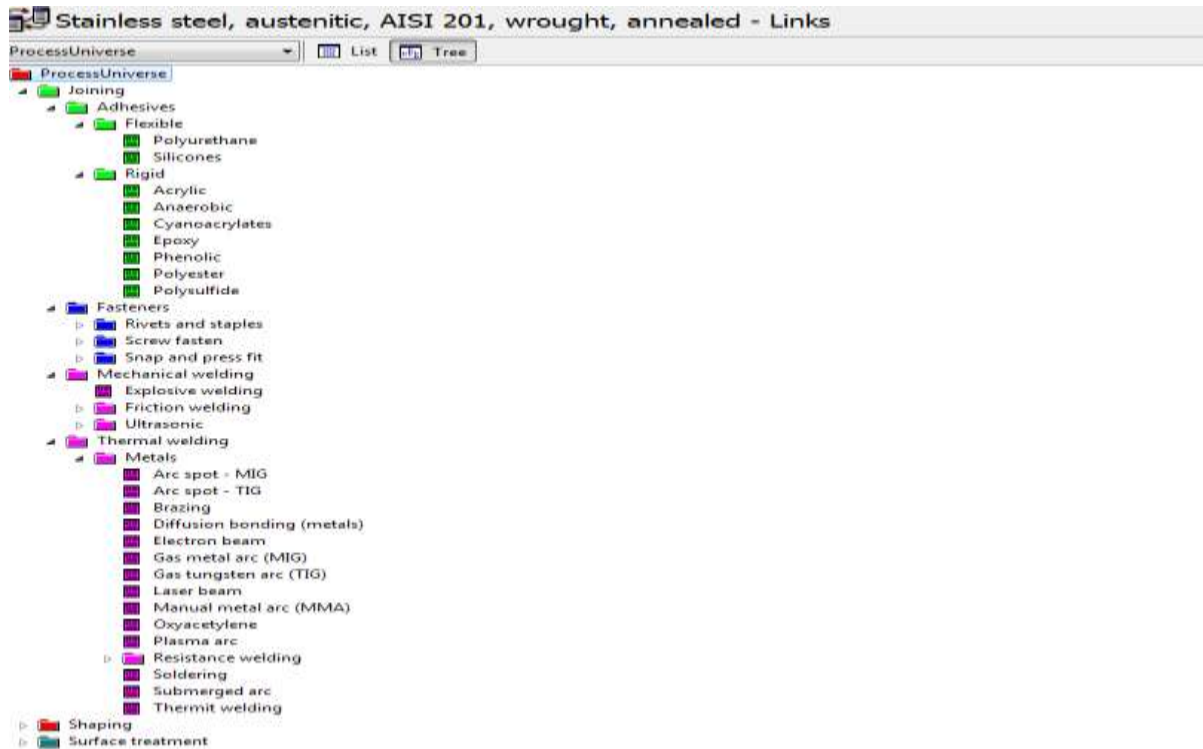 Stainless steel, austenitic, AISI 201, wrought, annealed - Links
ProcessUniverse List Tree
ProcessUniverse
Joining
Adhesives
Flexible
Polyurethane
Silicones
Rigid
Acrylic
Anaerobic
Cyanoacrylates
Epoxy
Phenolic
Polyester
Polysulfide
Fasteners
Rivets and staples
Screw fasten
Snap and press fit
Mechanical welding
Explosive welding
Friction welding
Ultrasonic
Thermal welding
Metals
Arc spot - MIG
Arc spot - TIG
Brazing
Diffusion bonding (metals)
Electron beam
Gas metal arc (MIG)
Gas tungsten arc (TIG)
Laser beam
Manual metal arc (MMA)
Oxyacetylene
Plasma arc
Resistance welding
Soldering
Submerged arc
Thermit welding
Shaping
Surface treatment